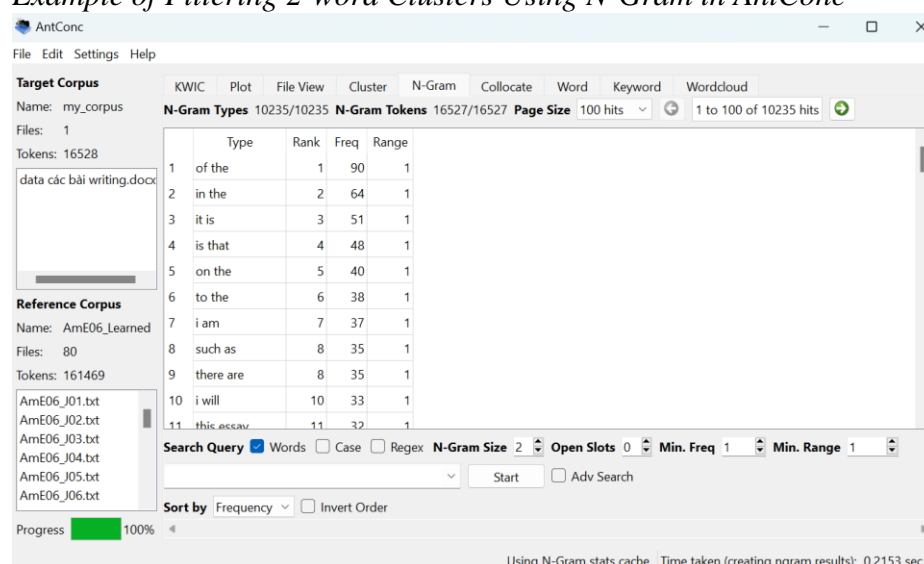 Example of Filtering 2-word Clusters Using N-Gram in AntConc
AntConc
File Edit Settings Help
Target Corpus
Name: my_corpus
Files: 1
Tokens: 16528
data các bài writing.docx
Reference Corpus
Name: AmE06_Learned
Files: 80
Tokens: 161469
AmE06_J01.txt
AmE06_J02.txt
AmE06_J03.txt
AmE06_J04.txt
AmE06_J05.txt
AmE06_J06.txt
Progress 100%
KWIC Plot File View Cluster N-Gram Collocate Word Keyword Wordcloud
N-Gram Types 10235/10235 N-Gram Tokens 16527/16527 Page Size 100 hits 1 to 100 of 10235 hits
Type Rank Freq Range
1 of the 1 90 1
2 in the 2 64 1
3 it is 3 51 1
4 is that 4 48 1
5 on the 5 40 1
6 to the 6 38 1
7 i am 7 37 1
8 such as 8 35 1
9 there are 8 35 1
10 i will 10 33 1
11 this essay 11 32 1
Search Query Words Case Regex N-Gram Size 2 Open Slots 0 Min. Freq 1 Min. Range 1
Start Adv Search
Sort by Frequency Invert Order
Using N-Gram stats cache Time taken (creating ngram results): 0.2153 sec